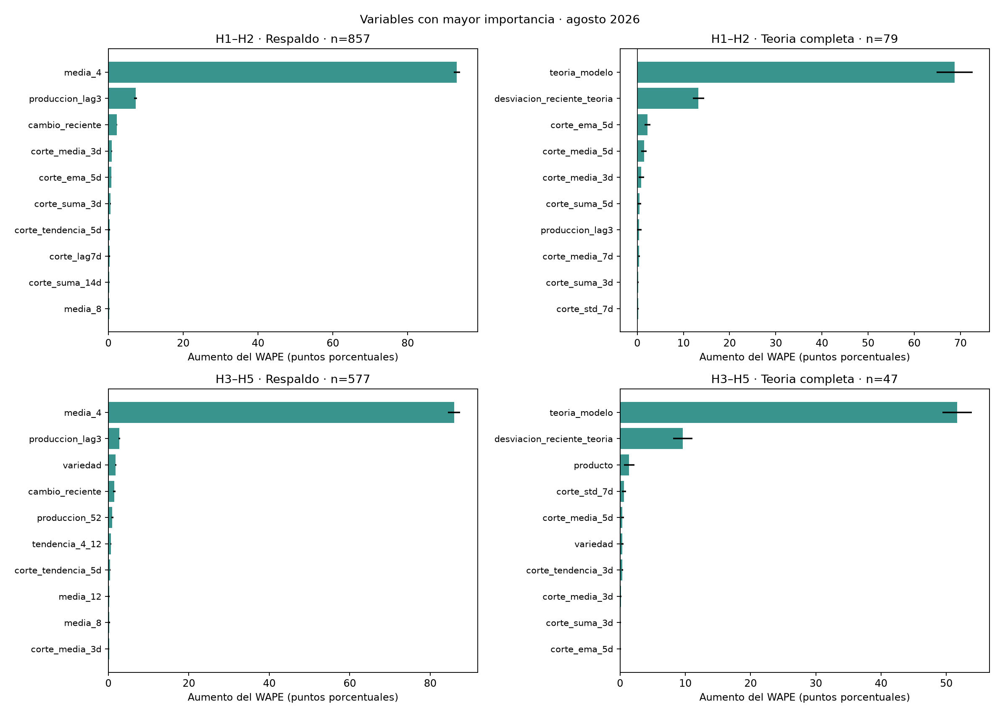 Variables con mayor importancia · agosto 2026
H1–H2 · Respaldo · n=857
media_4
produccion_lag3
cambio_reciente
corte_media_3d
corte_ema_5d
corte_suma_3d
corte_tendencia_5d
corte_lag7d
corte_suma_14d
media_8
0 20 40 60 80
Aumento del WAPE (puntos porcentuales)
H1–H2 · Teoria completa · n=79
teoria_modelo
desviacion_reciente_teoria
corte_ema_5d
corte_media_5d
corte_media_3d
corte_suma_5d
produccion_lag3
corte_media_7d
corte_suma_3d
corte_std_7d
0 10 20 30 40 50 60 70
Aumento del WAPE (puntos porcentuales)
H3–H5 · Respaldo · n=577
media_4
produccion_lag3
variedad
cambio_reciente
produccion_52
tendencia_4_12
corte_tendencia_5d
media_12
media_8
corte_media_3d
0 20 40 60 80
Aumento del WAPE (puntos porcentuales)
H3–H5 · Teoria completa · n=47
teoria_modelo
desviacion_reciente_teoria
producto
corte_std_7d
corte_media_5d
variedad
corte_tendencia_3d
corte_media_3d
corte_suma_3d
corte_ema_5d
0 10 20 30 40 50
Aumento del WAPE (puntos porcentuales)